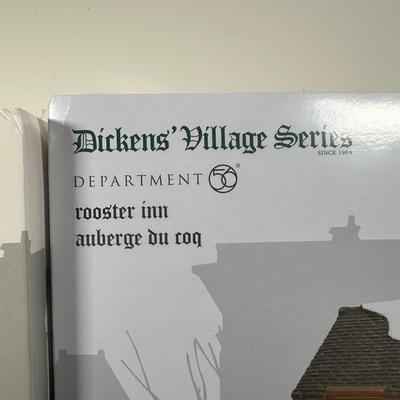 Dickens' Village Series
SINCE 1984
DEPARTMENT 56®
rooster inn
auberge du coq